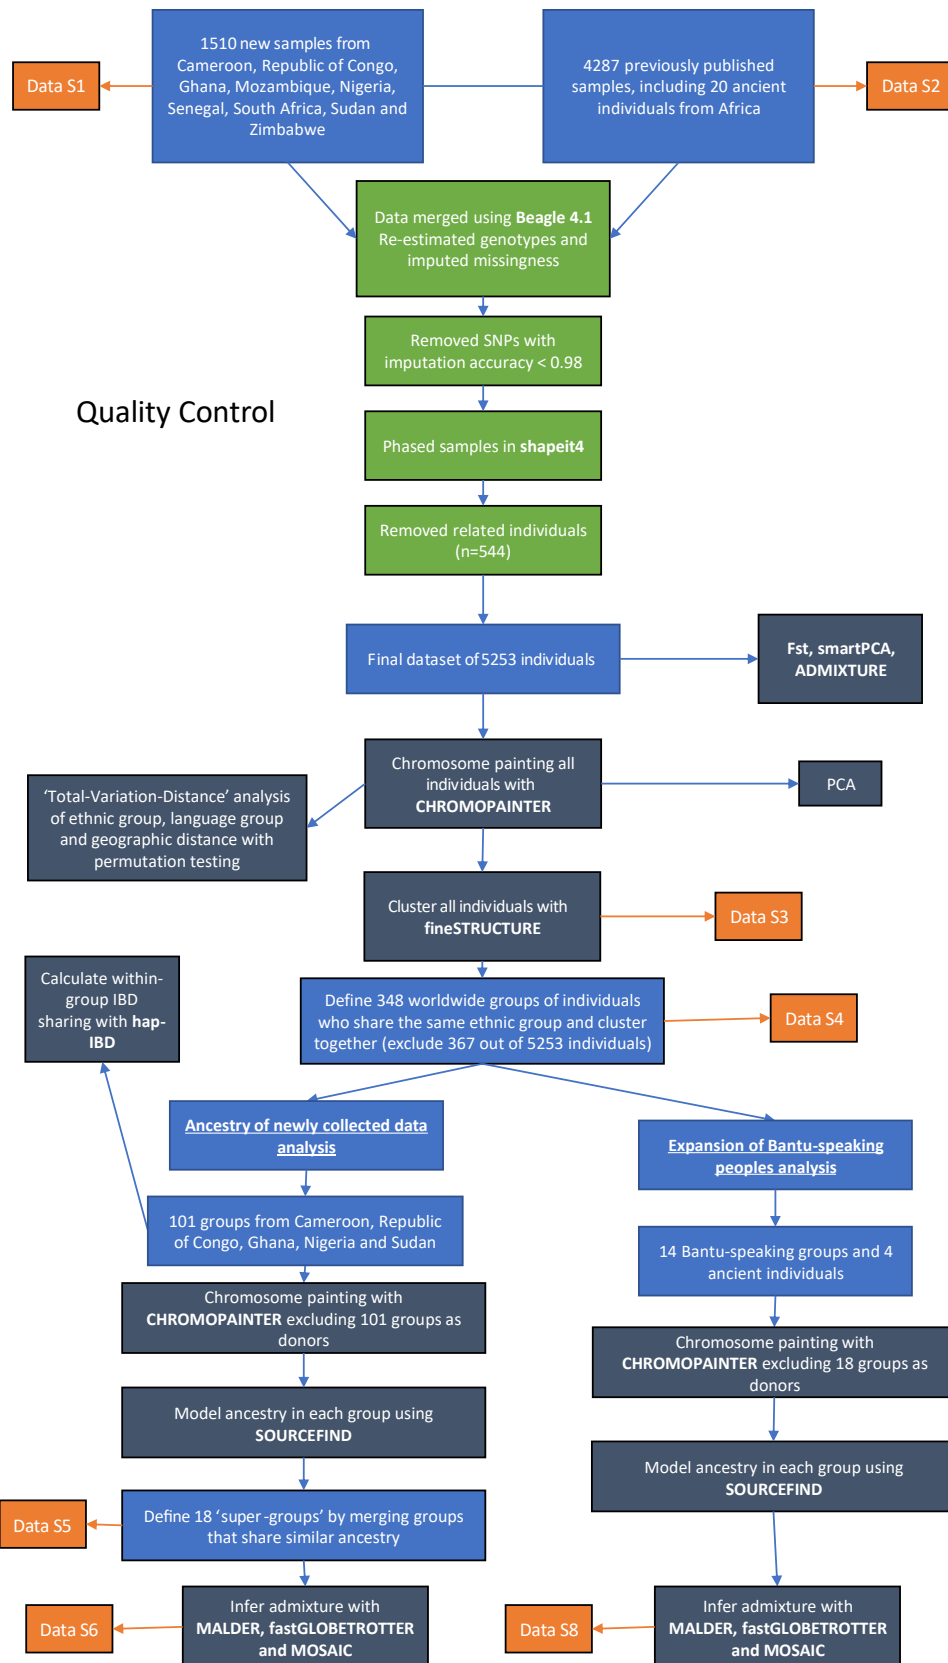 1510 new samples from
Cameroon, Republic of Congo,
Ghana, Mozambique, Nigeria,
Senegal, South Africa, Sudan and
Zimbabwe
4287 previously published
samples, including 20 ancient
individuals from Africa
Data S1
Data S2
Data merged using Beagle 4.1
Re-estimated genotypes and
imputed missingness
Removed SNPs with
imputation accuracy < 0.98
Quality Control
Phased samples in shapeit4
Removed related individuals
(n=544)
Final dataset of 5253 individuals
Fst, smartPCA,
ADMIXTURE
Chromosome painting all
individuals with
CHROMOPAINTER
PCA
'Total-Variation-Distance' analysis
of ethnic group, language group
and geographic distance with
permutation testing
Cluster all individuals with
fineSTRUCTURE
Data S3
Calculate within-
group IBD
sharing with hap-
IBD
Define 348 worldwide groups of individuals
who share the same ethnic group and cluster
together (exclude 367 out of 5253 individuals)
Data S4
Ancestry of newly collected data
analysis
Expansion of Bantu-speaking
peoples analysis
101 groups from Cameroon, Republic
of Congo, Ghana, Nigeria and Sudan
14 Bantu-speaking groups and 4
ancient individuals
Chromosome painting with
CHROMOPAINTER excluding 101 groups as
donors
Chromosome painting with
CHROMOPAINTER excluding 18 groups as
donors
Model ancestry in each group using
SOURCEFIND
Model ancestry in each group using
SOURCEFIND
Data S5
Define 18 'super-groups' by merging groups
that share similar ancestry
Data S6
Infer admixture with
MALDER, fastGLOBETROTTER
and MOSAIC
Data S8
Infer admixture with
MALDER, fastGLOBETROTTER
and MOSAIC